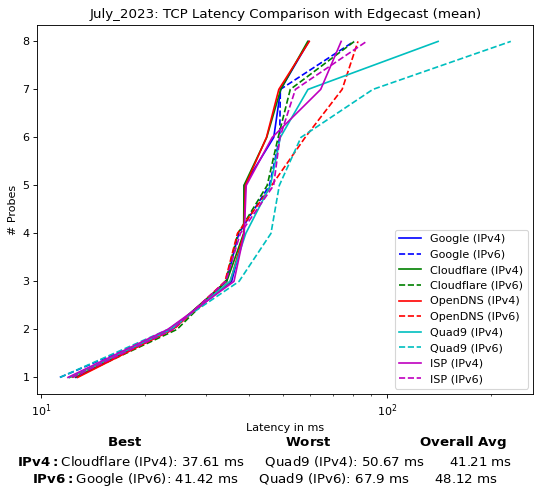 July_2023: TCP Latency Comparison with Edgecast (mean)
8
7
6
5
4
3
2
1
# Probes
Google (IPv4)
Google (IPv6)
Cloudflare (IPv4)
Cloudflare (IPv6)
OpenDNS (IPv4)
OpenDNS (IPv6)
Quad9 (IPv4)
Quad9 (IPv6)
ISP (IPv4)
ISP (IPv6)
10¹ 10²
Latency in ms
Best Worst Overall Avg
IPv4: Cloudflare (IPv4): 37.61 ms Quad9 (IPv4): 50.67 ms 41.21 ms
IPv6: Google (IPv6): 41.42 ms Quad9 (IPv6): 67.9 ms 48.12 ms